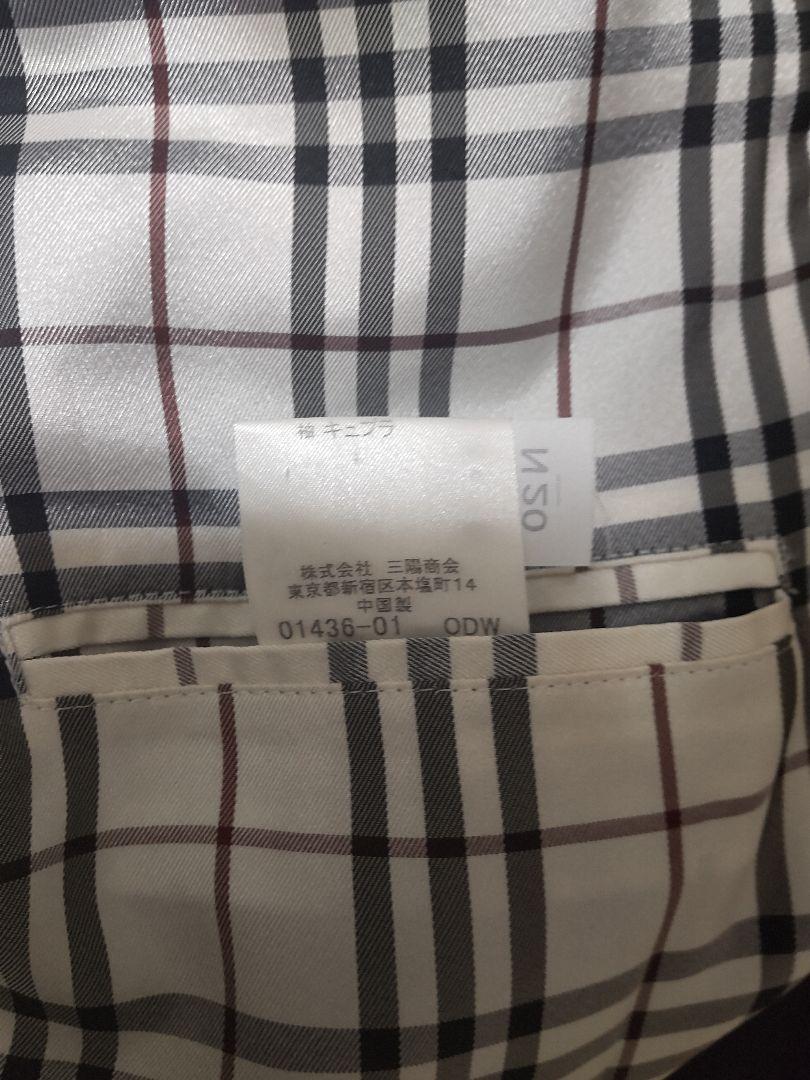 袖 キュプラ
N20
株式会社 三陽商会
東京都新宿区本塩町14
中国製
01436-01 ODW